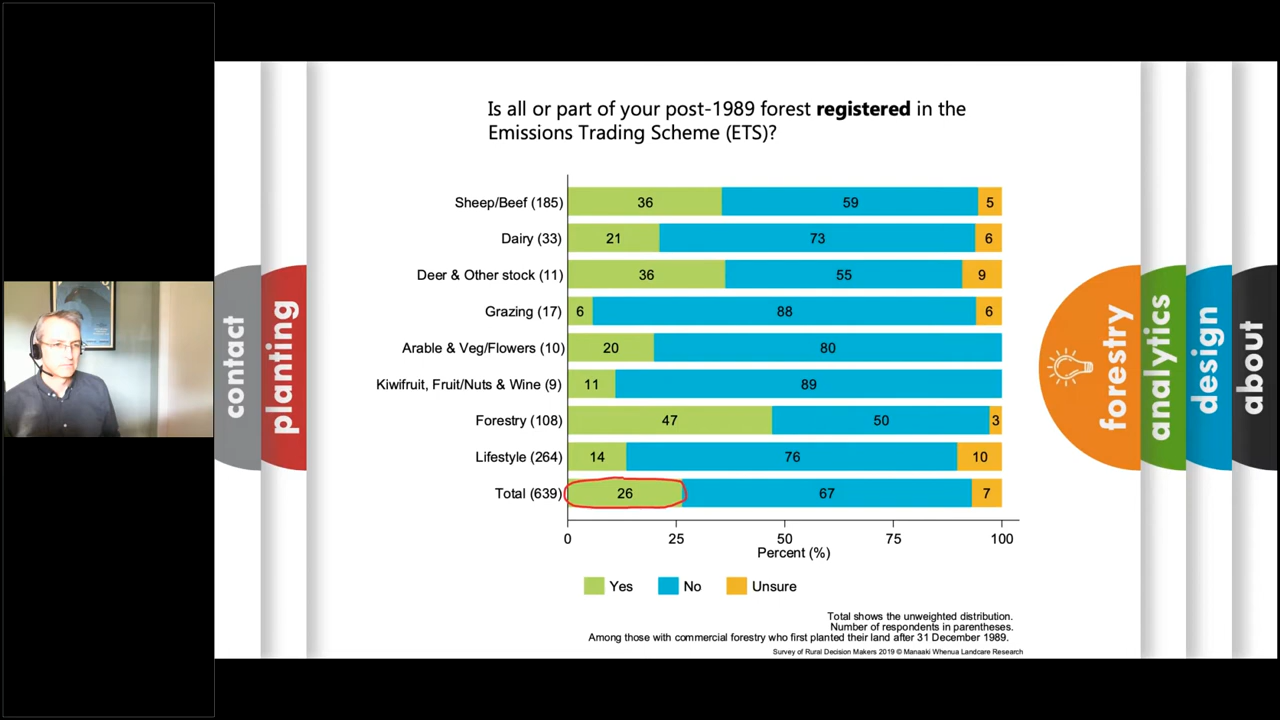 Is all or part of your post-1989 forest registered in the
Emissions Trading Scheme (ETS)?
Sheep/Beef (185) 36 59 5
Dairy (33) 21 73 6
Deer & Other stock (11) 36 55 9
Grazing (17) 6 88 6
Arable & Veg/Flowers (10) 20 80
Kiwifruit, Fruit/Nuts & Wine (9) 11 89
Forestry (108) 47 50 3
Lifestyle (264) 14 76 10
Total (639) 26 67 7
0 25 50 75 100
Percent (%)
Yes No Unsure
Total shows the unweighted distribution.
Number of respondents in parentheses.
Among those with commercial forestry who first planted their land after 31 December 1989.
Survey of Rural Decision Makers 2019 © Manaaki Whenua Landcare Research
contact
planting
forestry
analytics
design
about